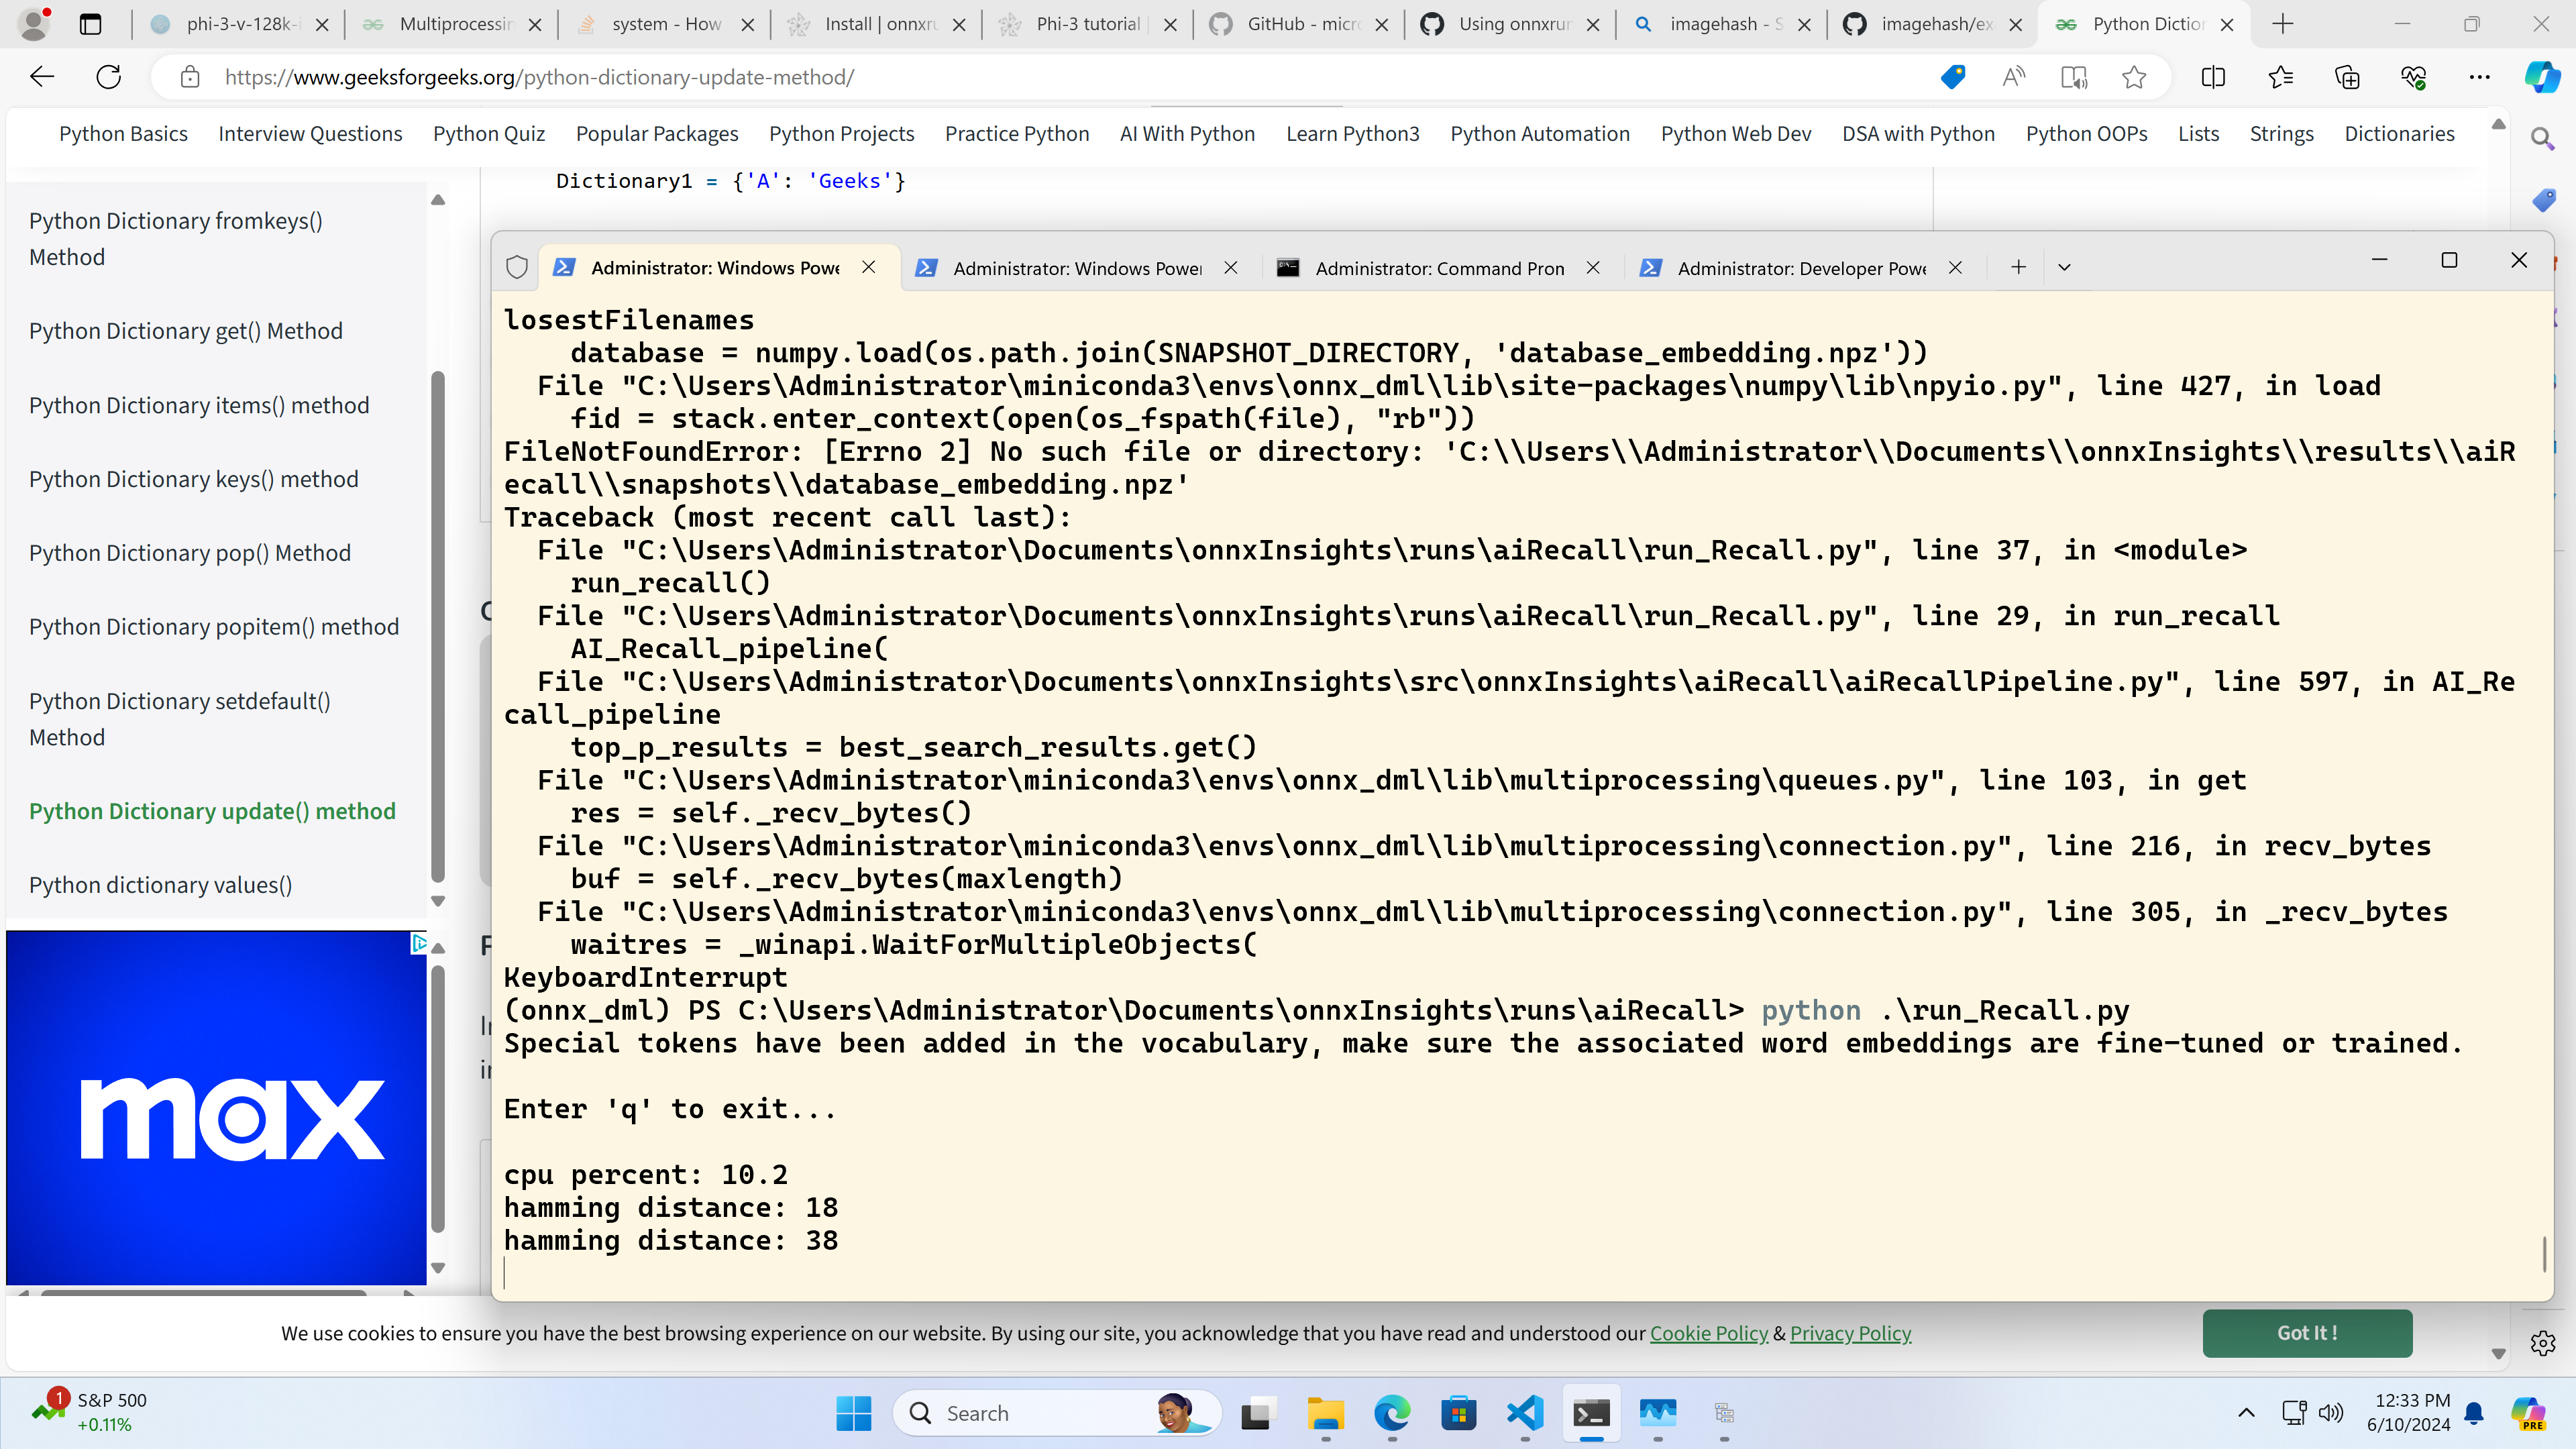 phi-3-v-128k-i
Multiprocessin
system - How
Install | onnxru
Phi-3 tutorial |
GitHub - micro
Using onnxrun
imagehash - S
imagehash/exa
Python Diction
https://www.geeksforgeeks.org/python-dictionary-update-method/
Python Basics Interview Questions Python Quiz Popular Packages Python Projects Practice Python AI With Python Learn Python3 Python Automation Python Web Dev DSA with Python Python OOPs Lists Strings Dictionaries
Python Dictionary fromkeys()
Method
Python Dictionary get() Method
Python Dictionary items() method
Python Dictionary keys() method
Python Dictionary pop() Method
Python Dictionary popitem() method
Python Dictionary setdefault()
Method
Python Dictionary update() method
Python dictionary values()
max
Dictionary1 = {'A': 'Geeks'}
Administrator: Windows Powe
Administrator: Windows Power
Administrator: Command Prom
Administrator: Developer Powe
losestFilenames
    database = numpy.load(os.path.join(SNAPSHOT_DIRECTORY, 'database_embedding.npz'))
  File "C:\Users\Administrator\miniconda3\envs\onnx_dml\lib\site-packages\numpy\lib\npyio.py", line 427, in load
    fid = stack.enter_context(open(os_fspath(file), "rb"))
FileNotFoundError: [Errno 2] No such file or directory: 'C:\\Users\\Administrator\\Documents\\onnxInsights\\results\\aiR
ecall\\snapshots\\database_embedding.npz'
Traceback (most recent call last):
  File "C:\Users\Administrator\Documents\onnxInsights\runs\aiRecall\run_Recall.py", line 37, in <module>
    run_recall()
  File "C:\Users\Administrator\Documents\onnxInsights\runs\aiRecall\run_Recall.py", line 29, in run_recall
    AI_Recall_pipeline(
  File "C:\Users\Administrator\Documents\onnxInsights\src\onnxInsights\aiRecall\aiRecallPipeline.py", line 597, in AI_Re
call_pipeline
    top_p_results = best_search_results.get()
  File "C:\Users\Administrator\miniconda3\envs\onnx_dml\lib\multiprocessing\queues.py", line 103, in get
    res = self._recv_bytes()
  File "C:\Users\Administrator\miniconda3\envs\onnx_dml\lib\multiprocessing\connection.py", line 216, in recv_bytes
    buf = self._recv_bytes(maxlength)
  File "C:\Users\Administrator\miniconda3\envs\onnx_dml\lib\multiprocessing\connection.py", line 305, in _recv_bytes
    waitres = _winapi.WaitForMultipleObjects(
KeyboardInterrupt
(onnx_dml) PS C:\Users\Administrator\Documents\onnxInsights\runs\aiRecall> python .\run_Recall.py
Special tokens have been added in the vocabulary, make sure the associated word embeddings are fine-tuned or trained.
Enter 'q' to exit...
cpu percent: 10.2
hamming distance: 18
hamming distance: 38
We use cookies to ensure you have the best browsing experience on our website. By using our site, you acknowledge that you have read and understood our Cookie Policy & Privacy Policy
Got It !
1
S&P 500
+0.11%
Search
12:33 PM
6/10/2024
PRE